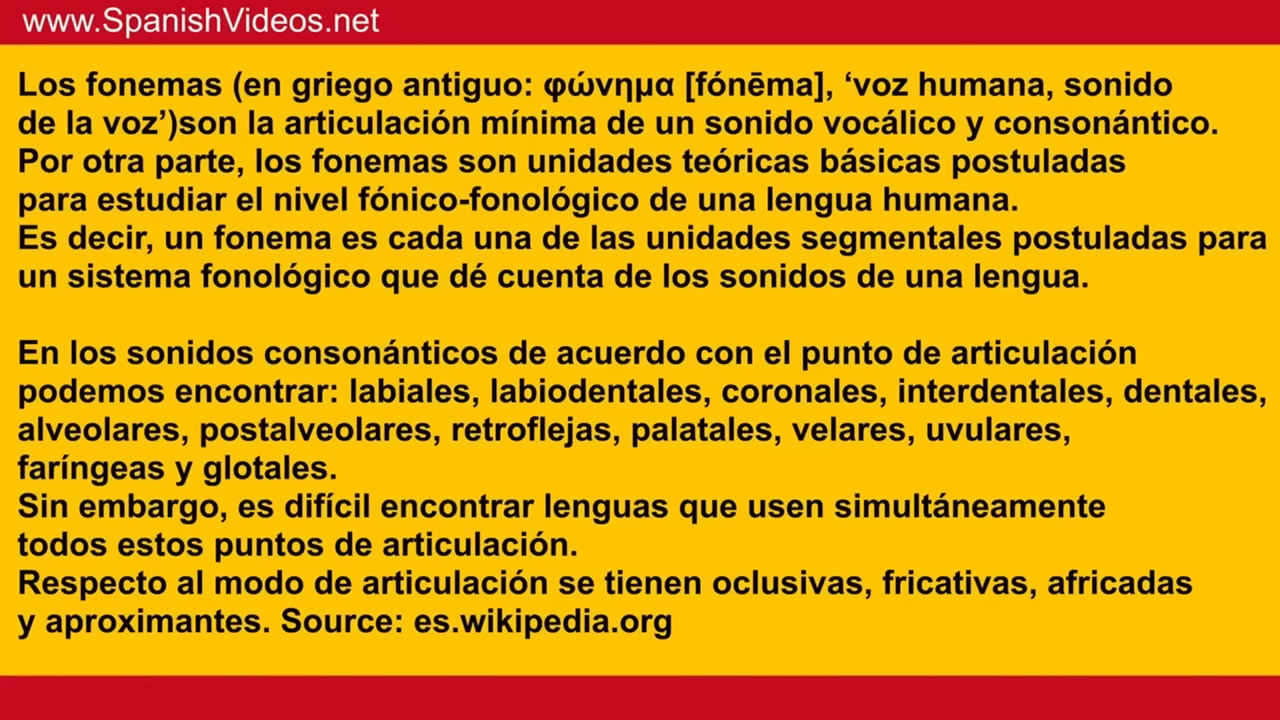 www.SpanishVideos.net
Los fonemas (en griego antiguo: φώνημα [fónēma], ‘voz humana, sonido
de la voz’)son la articulación mínima de un sonido vocálico y consonántico.
Por otra parte, los fonemas son unidades teóricas básicas postuladas
para estudiar el nivel fónico-fonológico de una lengua humana.
Es decir, un fonema es cada una de las unidades segmentales postuladas para
un sistema fonológico que dé cuenta de los sonidos de una lengua.
En los sonidos consonánticos de acuerdo con el punto de articulación
podemos encontrar: labiales, labiodentales, coronales, interdentales, dentales,
alveolares, postalveolares, retroflejas, palatales, velares, uvulares,
faríngeas y glotales.
Sin embargo, es difícil encontrar lenguas que usen simultáneamente
todos estos puntos de articulación.
Respecto al modo de articulación se tienen oclusivas, fricativas, africadas
y aproximantes. Source: es.wikipedia.org